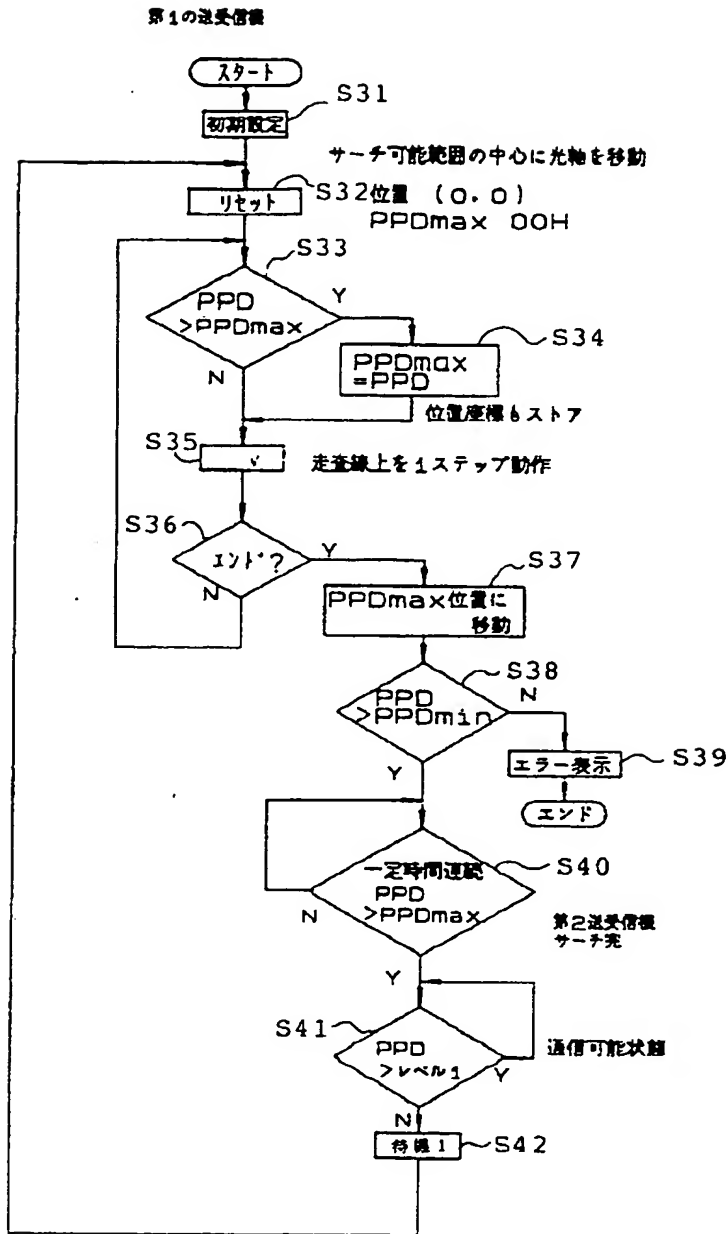 第1の送受信機
スタート
S31
初期設定
サーチ可能範囲の中心に光軸を移動
リセット
S32
位置 (0.0)
PPDmax 00H
S33
PPD
>PPDmax
Y
N
S34
PPDmax
=PPD
位置座標もストア
S35
走査線上を1ステップ動作
S36
エンド?
Y
N
S37
PPDmax位置に
移動
S38
PPD
>PPDmin
N
Y
エラー表示
S39
エンド
一定時間連続
PPD
>PPDmax
S40
N
Y
第2送受信機
サーチ完
S41
PPD
>レベル1
Y
N
通信可能状態
待機1
S42